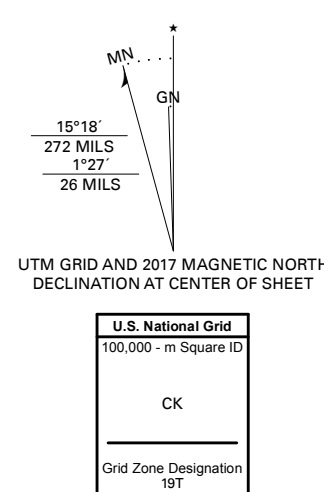 ★
MN
GN
15°18´
272 MILS
1°27´
26 MILS
UTM GRID AND 2017 MAGNETIC NORTH
DECLINATION AT CENTER OF SHEET
U.S. National Grid
100,000 - m Square ID
CK
Grid Zone Designation
19T